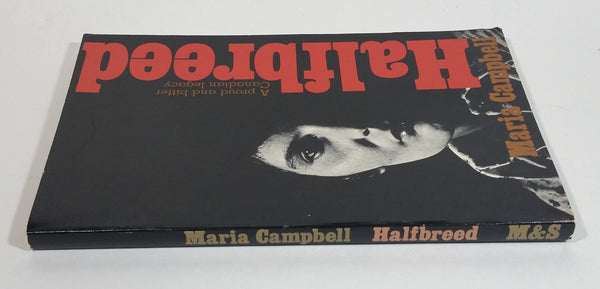 Halfbreed
A proud and bitter
Canadian legacy
Maria Campbell
Maria Campbell Halfbreed M&S